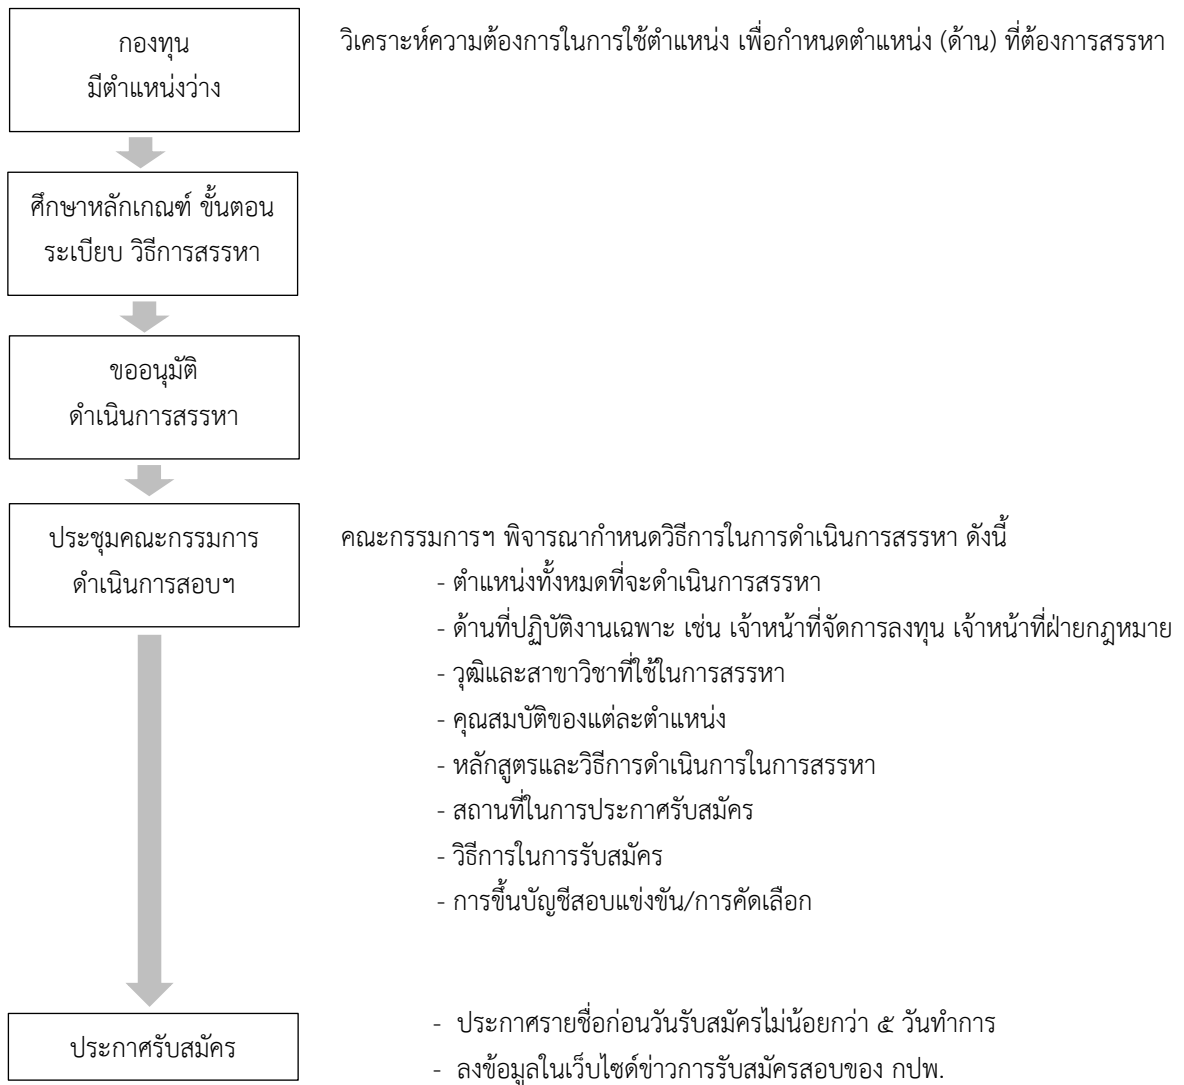 กองทุน
มีตำแหน่งว่าง
วิเคราะห์ความต้องการในการใช้ตำแหน่ง เพื่อกำหนดตำแหน่ง (ด้าน) ที่ต้องการสรรหา
ศึกษาหลักเกณฑ์ ขั้นตอน
ระเบียบ วิธีการสรรหา
ขออนุมัติ
ดำเนินการสรรหา
ประชุมคณะกรรมการ
ดำเนินการสอบฯ
คณะกรรมการฯ พิจารณากำหนดวิธีการในการดำเนินการสรรหา ดังนี้
- ตำแหน่งทั้งหมดที่จะดำเนินการสรรหา
- ด้านที่ปฏิบัติงานเฉพาะ เช่น เจ้าหน้าที่จัดการลงทุน เจ้าหน้าที่ฝ่ายกฎหมาย
- วุฒิและสาขาวิชาที่ใช้ในการสรรหา
- คุณสมบัติของแต่ละตำแหน่ง
- หลักสูตรและวิธีการดำเนินการในการสรรหา
- สถานที่ในการประกาศรับสมัคร
- วิธีการในการรับสมัคร
- การขึ้นบัญชีสอบแข่งขัน/การคัดเลือก
ประกาศรับสมัคร
- ประกาศรายชื่อก่อนวันรับสมัครไม่น้อยกว่า ๕ วันทำการ
- ลงข้อมูลในเว็บไซด์ข่าวการรับสมัครสอบของ กปพ.